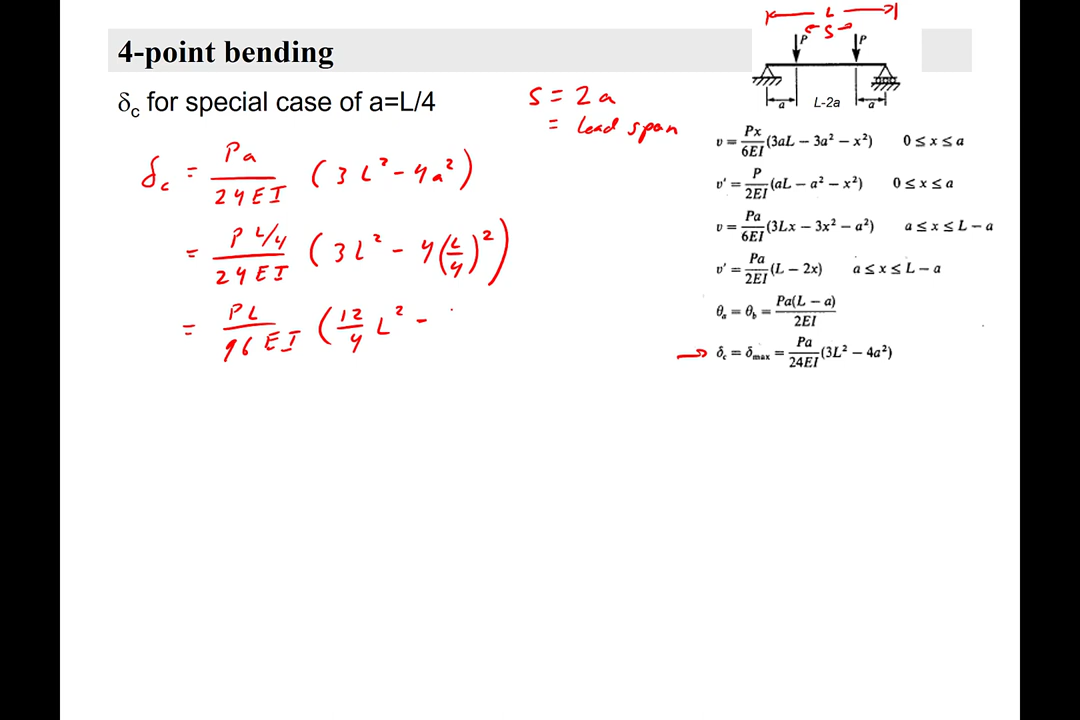 4-point bending
δc for special case of a=L/4
S = 2a
= load span
δc = Pa/24EI (3L² - 4a²)
= P L/4 / 24EI (3L² - 4(L/4)²)
= PL/96EI (12/4 L² -
L
S
P P
a L-2a a
v = Px/6EI (3aL − 3a² − x²) 0 ≤ x ≤ a
v′ = P/2EI (aL − a² − x²) 0 ≤ x ≤ a
v = Pa/6EI (3Lx − 3x² − a²) a ≤ x ≤ L − a
v′ = Pa/2EI (L − 2x) a ≤ x ≤ L − a
θa = θb = Pa(L − a)/2EI
→ δc = δmax = Pa/24EI (3L² − 4a²)